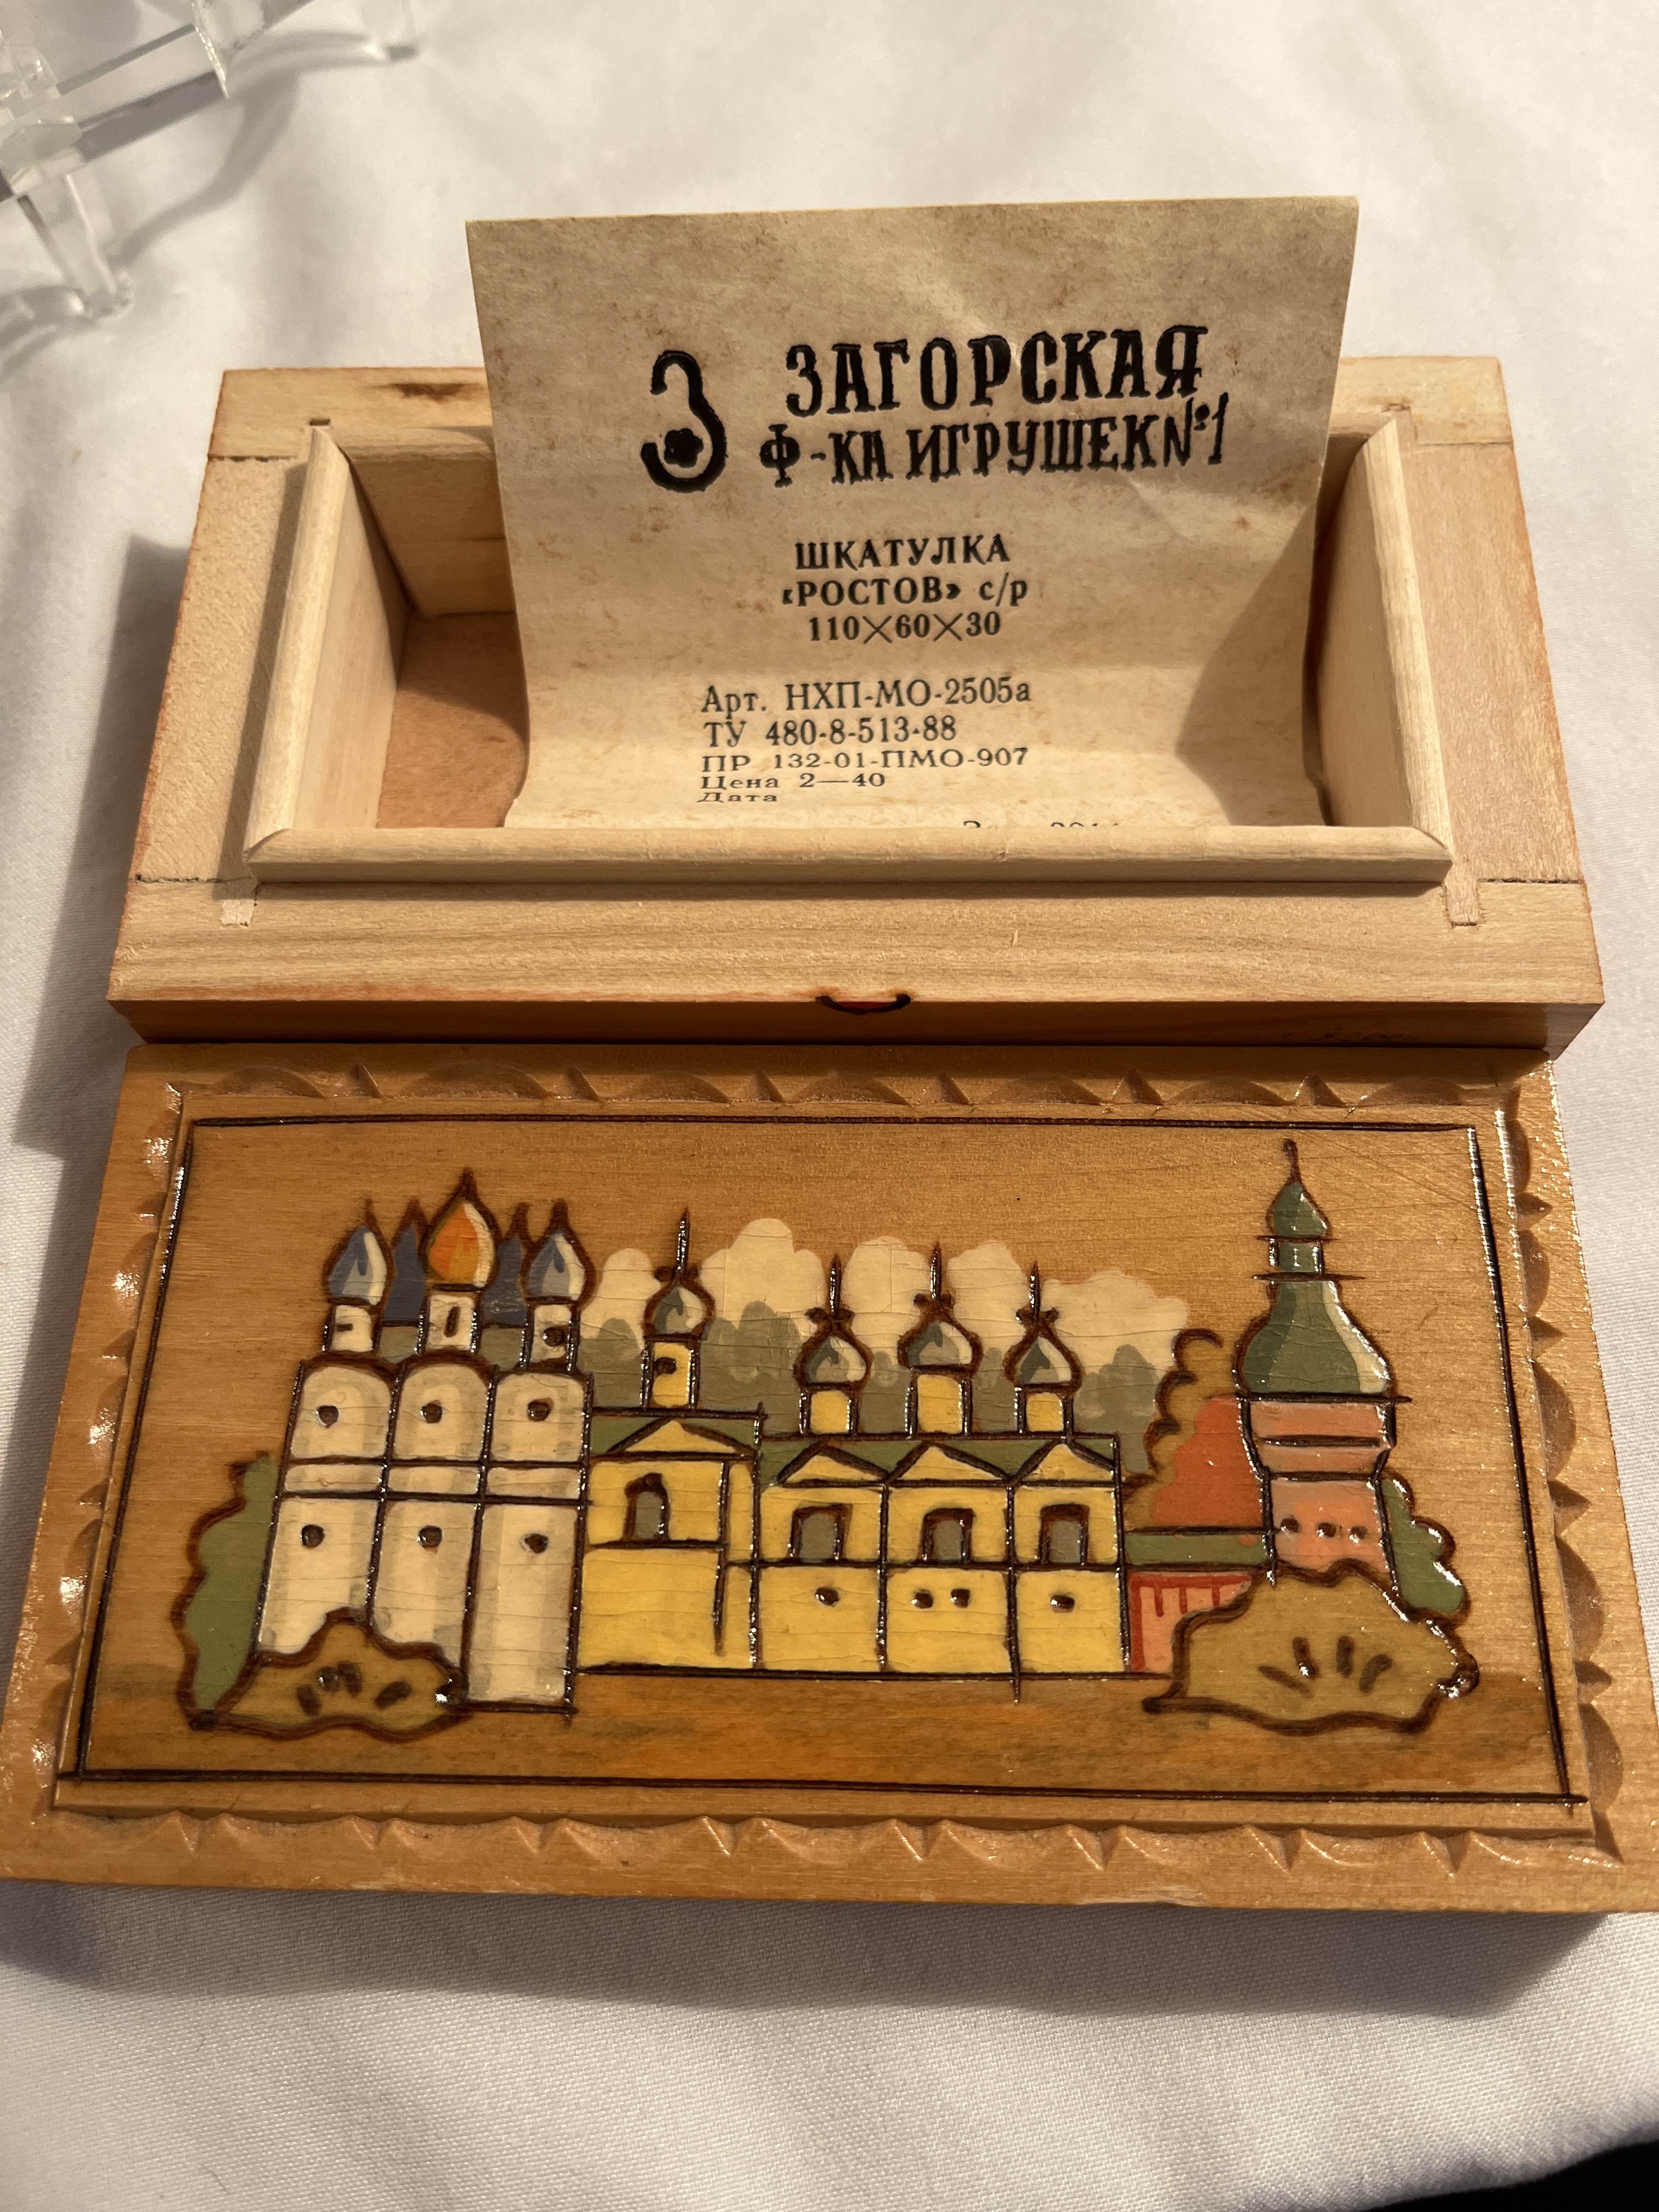 З ЗАГОРСКАЯ
Ф-КА ИГРУШЕК №1
ШКАТУЛКА
«РОСТОВ» с/р
110×60×30
Арт. НХП-МО-2505а
ТУ 480-8-513-88
ПР 132-01-ПМО-907
Цена 2—40
Дата